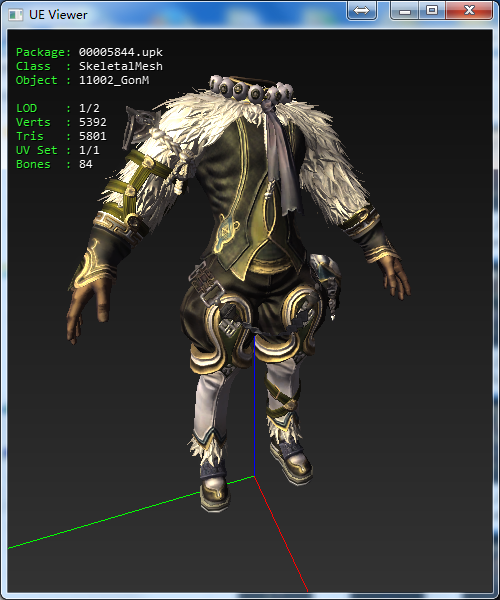 UE Viewer
Package: 00005844.upk
Class  : SkeletalMesh
Object : 11002_GonM
LOD    : 1/2
Verts  : 5392
Tris   : 5801
UV Set : 1/1
Bones  : 84